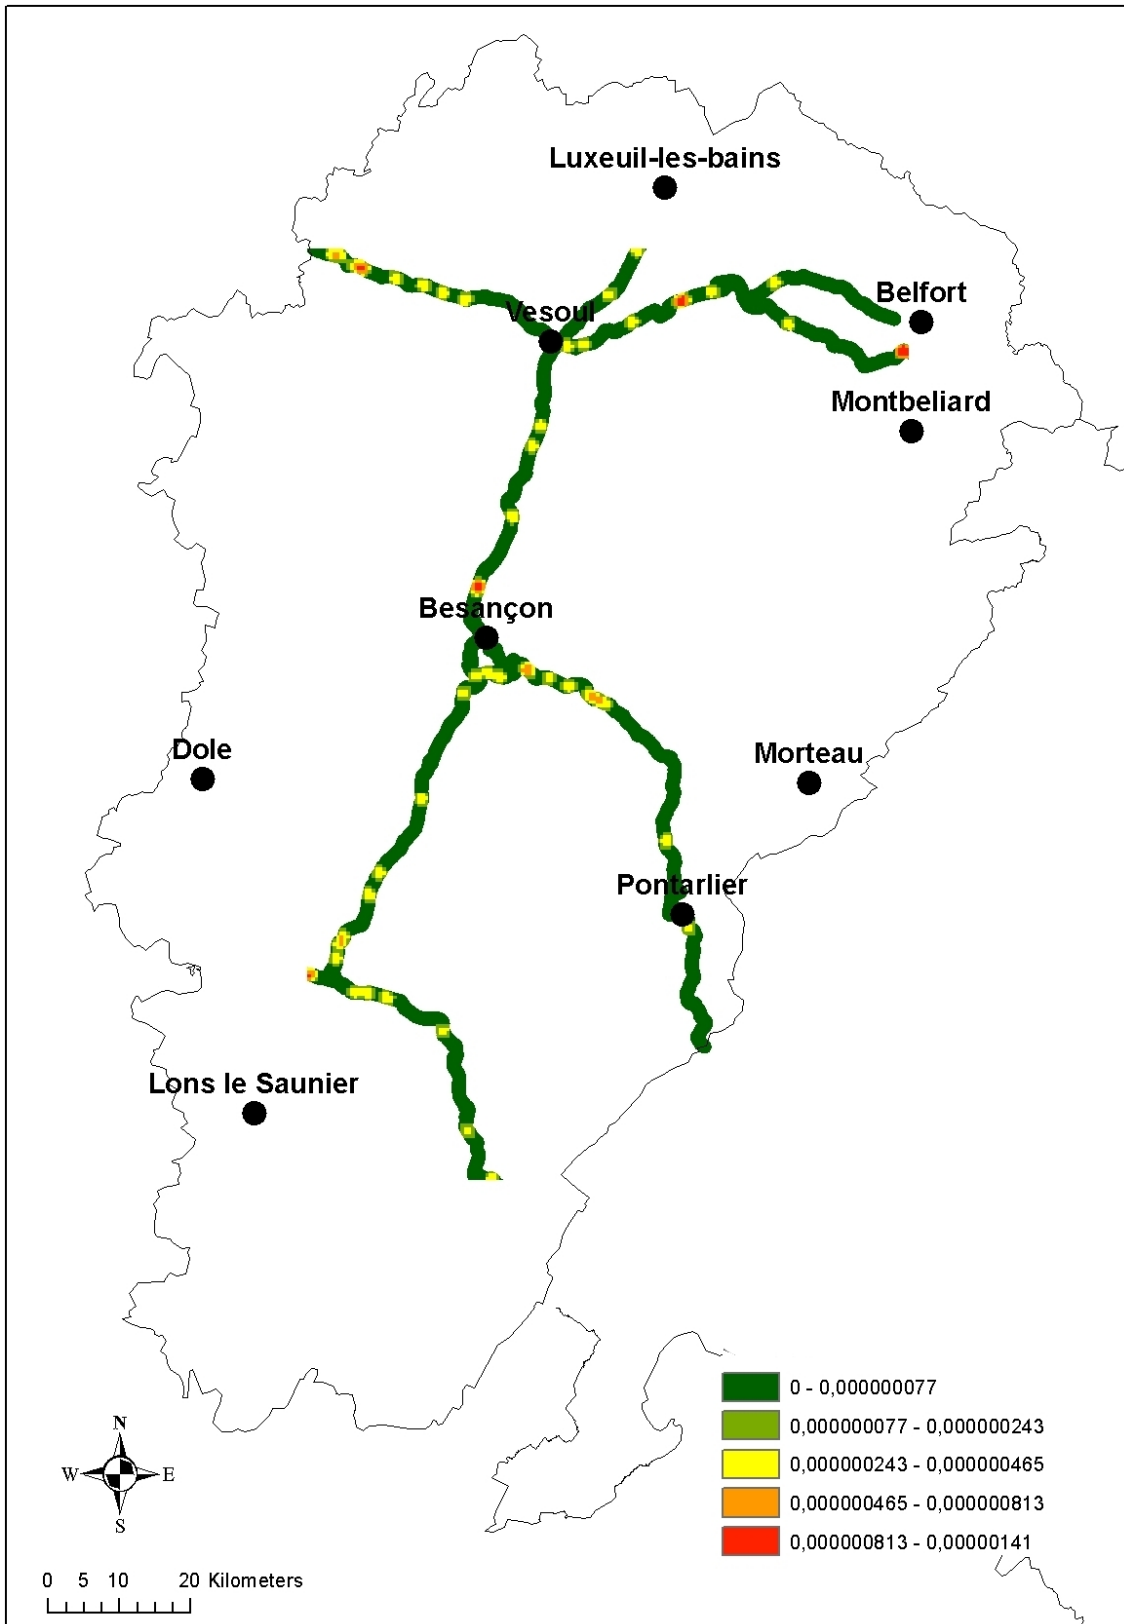 Luxeuil-les-bains
Belfort
Vesoul
Montbeliard
Besançon
Dole
Morteau
Pontarlier
Lons le Saunier
0 - 0,000000077
0,000000077 - 0,000000243
0,000000243 - 0,000000465
0,000000465 - 0,000000813
0,000000813 - 0,00000141
N
W E
S
0 5 10 20 Kilometers